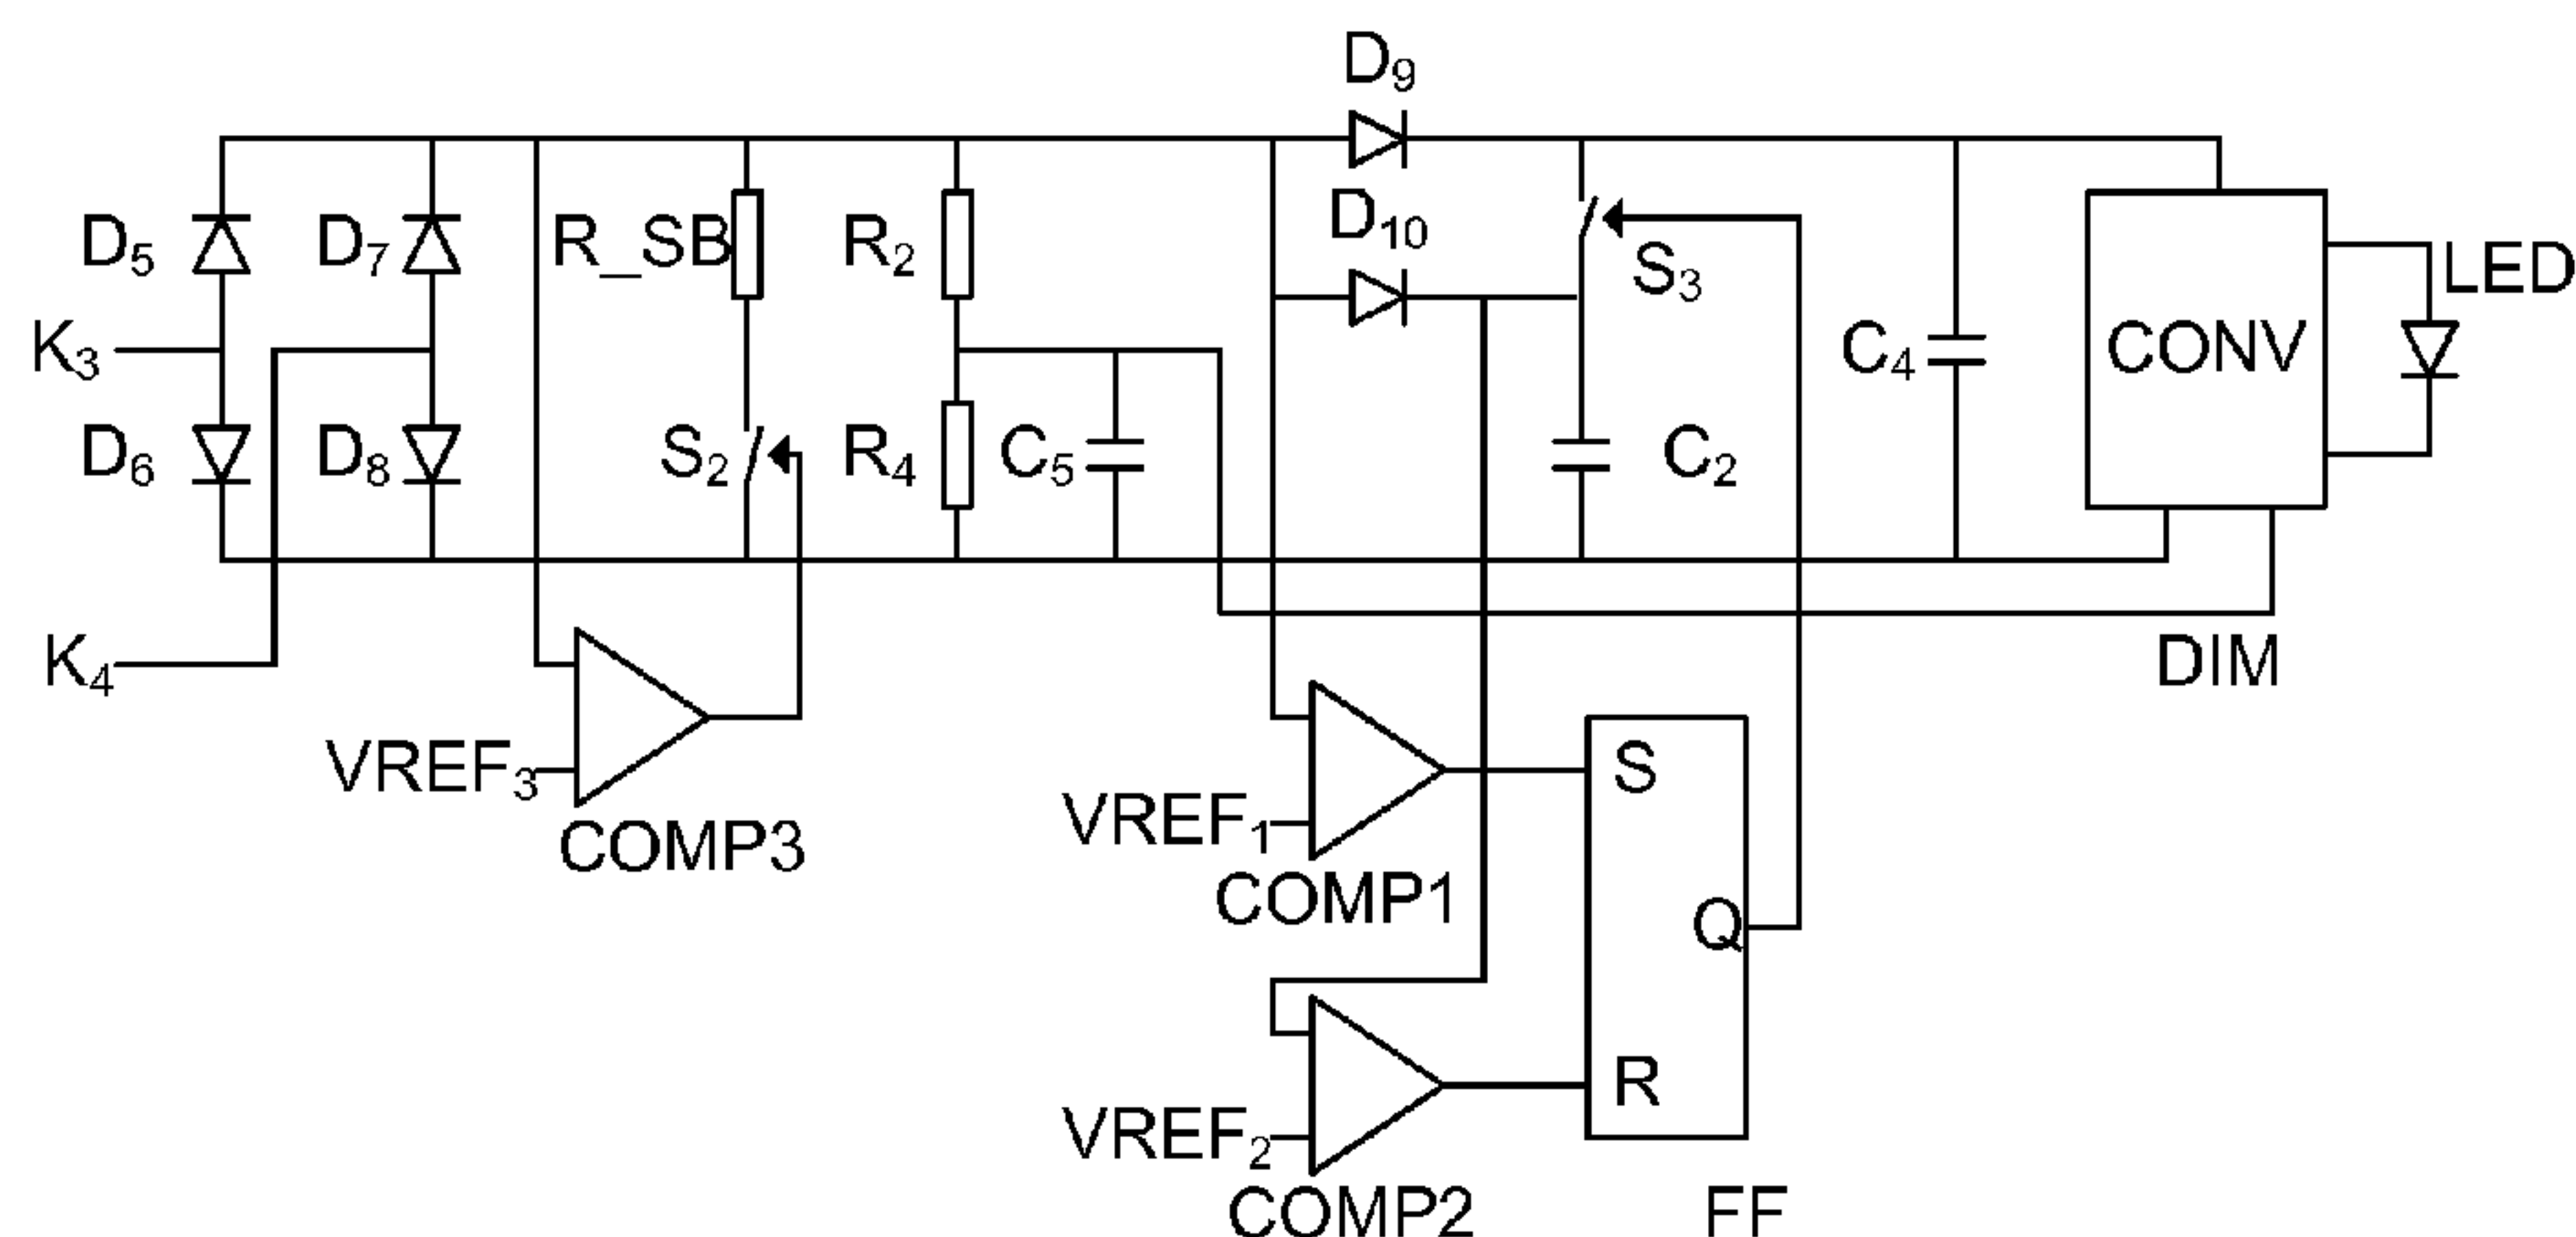 D9
D5
D7
R_SB
R2
D10
S3
LED
K3
C4
CONV
D6
D8
S2
R4
C5
C2
K4
DIM
VREF3
COMP3
S
VREF1
COMP1
Q
R
VREF2
COMP2
FF